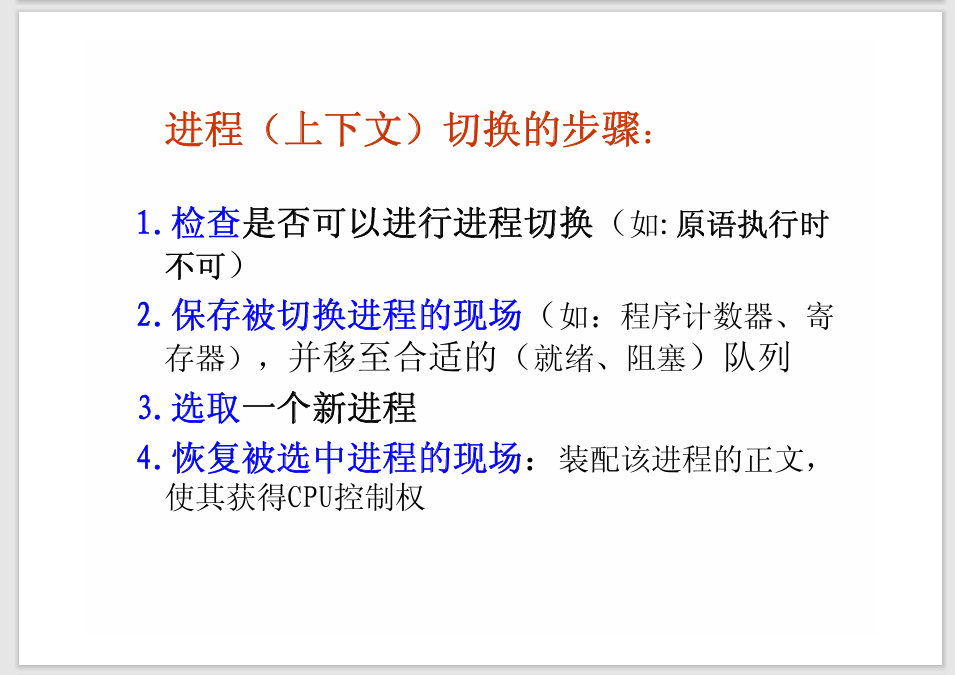 进程（上下文）切换的步骤：
1.检查是否可以进行进程切换（如:原语执行时
不可）
2.保存被切换进程的现场（如：程序计数器、寄
存器），并移至合适的（就绪、阻塞）队列
3.选取一个新进程
4.恢复被选中进程的现场：装配该进程的正文，
使其获得CPU控制权